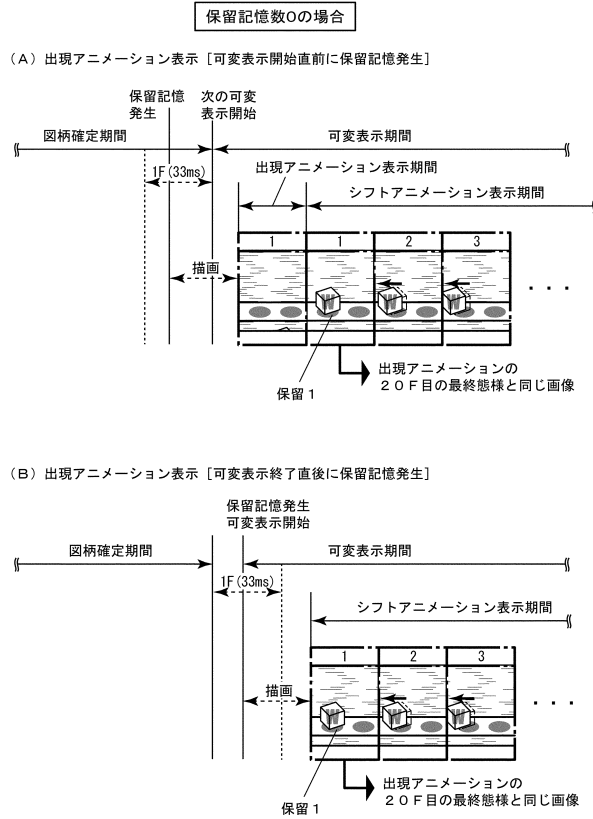 保留記憶数0の場合
(A)出現アニメーション表示[可変表示開始直前に保留記憶発生]
保留記憶
発生
次の可変
表示開始
図柄確定期間
可変表示期間
1F(33ms)
出現アニメーション表示期間
シフトアニメーション表示期間
1
1
2
3
描画
W
W
W
・・・
保留1
出現アニメーションの
20F目の最終態様と同じ画像
(B)出現アニメーション表示[可変表示終了直後に保留記憶発生]
保留記憶発生
可変表示開始
図柄確定期間
可変表示期間
1F(33ms)
シフトアニメーション表示期間
1
2
3
描画
W
W
W
・・・
保留1
出現アニメーションの
20F目の最終態様と同じ画像